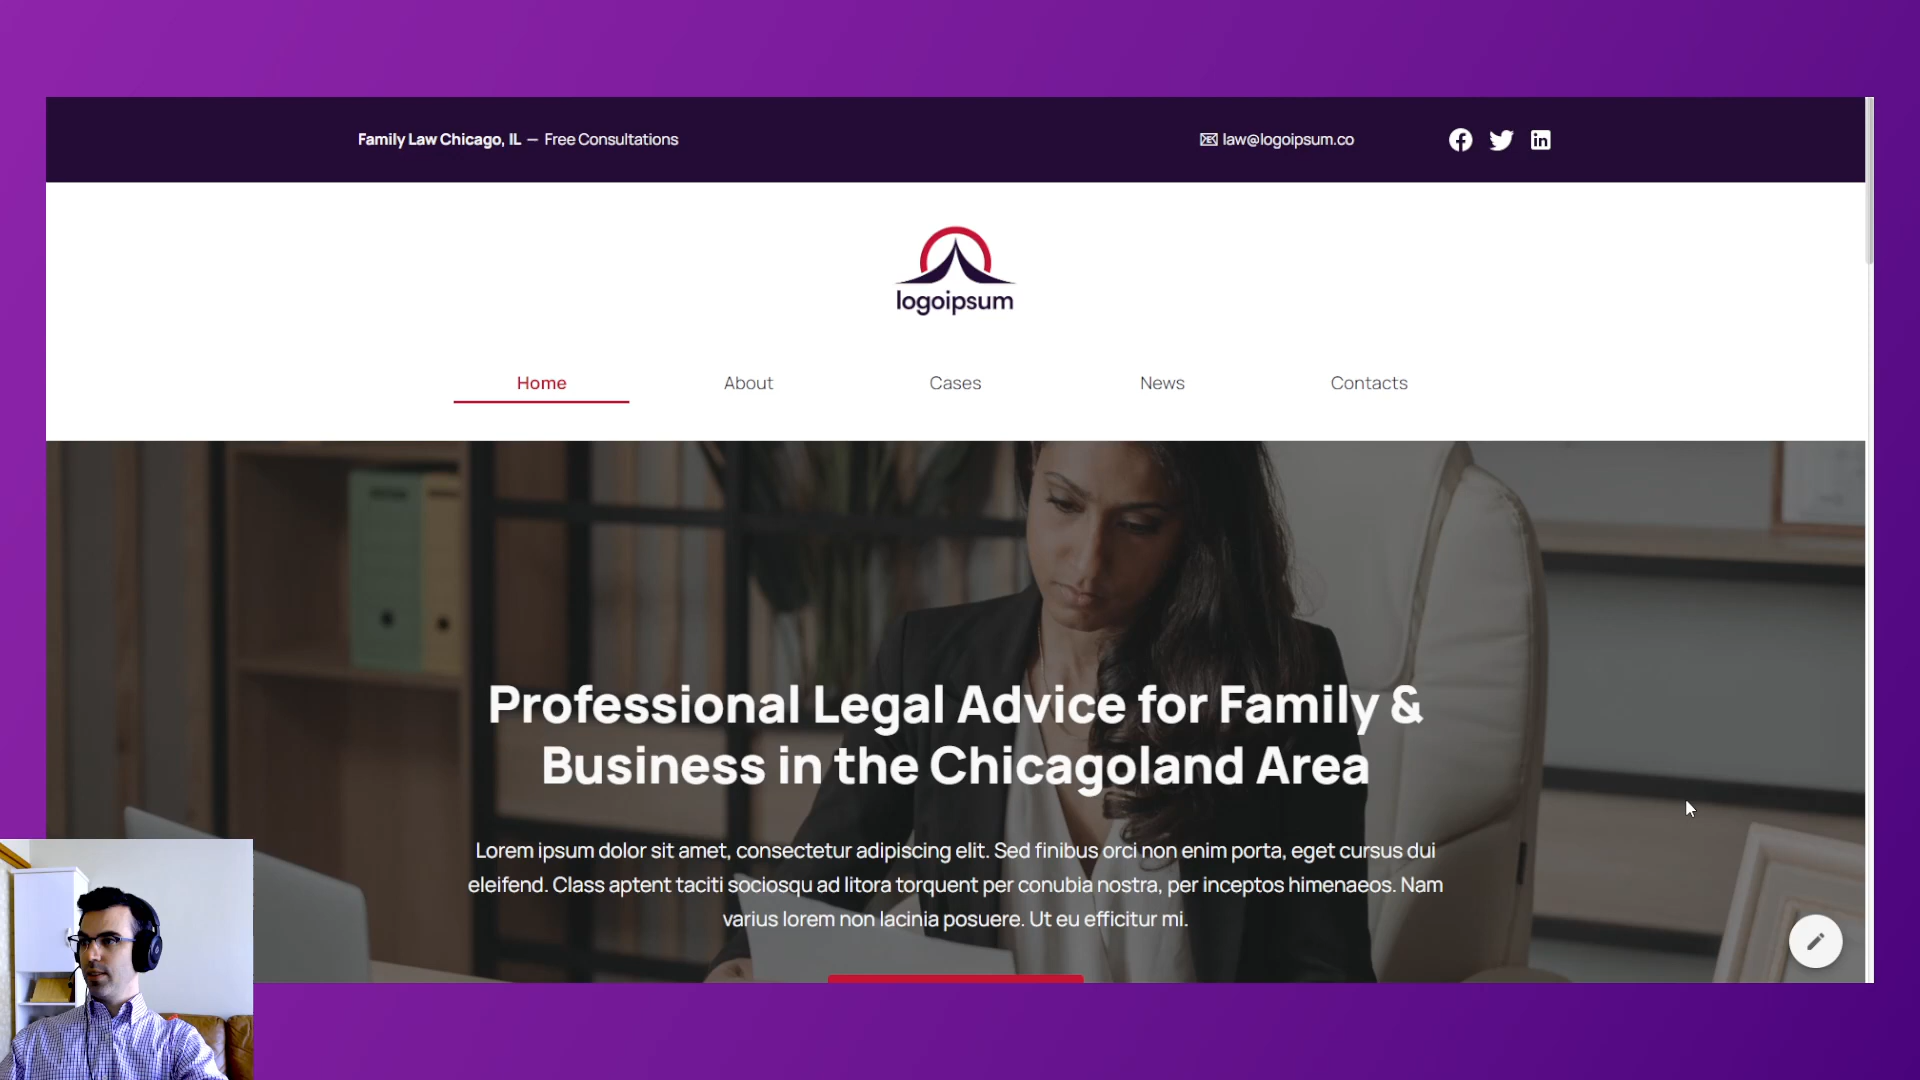 Family Law Chicago, IL — Free Consultations
law@logoipsum.co
logoipsum
Home
About
Cases
News
Contacts
Professional Legal Advice for Family &
Business in the Chicagoland Area
Lorem ipsum dolor sit amet, consectetur adipiscing elit. Sed finibus orci non enim porta, eget cursus dui
eleifend. Class aptent taciti sociosqu ad litora torquent per conubia nostra, per inceptos himenaeos. Nam
varius lorem non lacinia posuere. Ut eu efficitur mi.